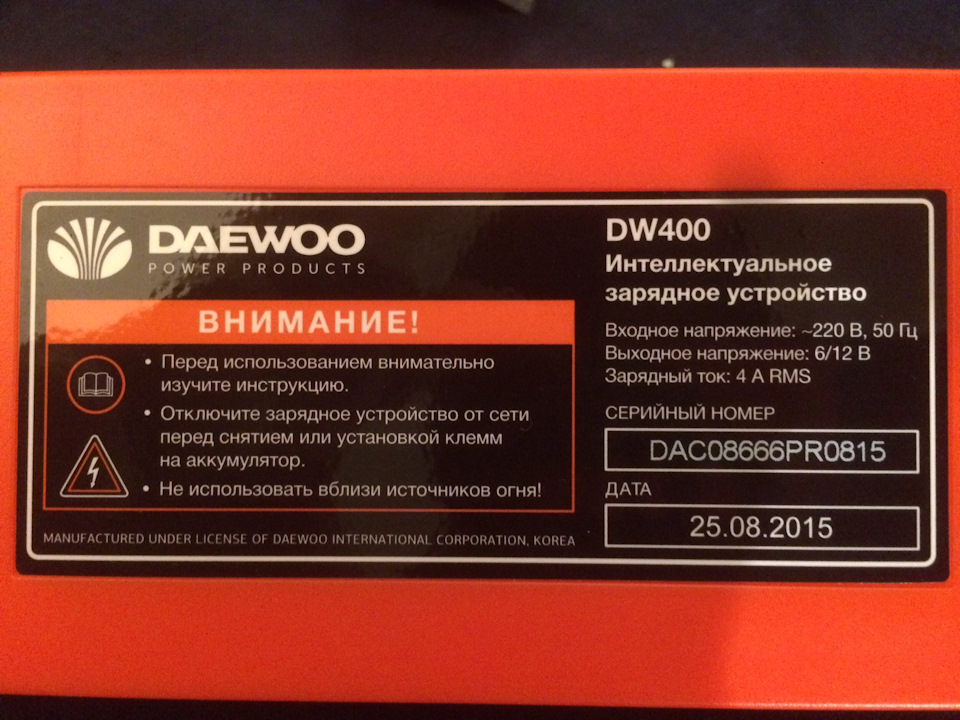 DAEWOO
POWER PRODUCTS
ВНИМАНИЕ!
• Перед использованием внимательно
изучите инструкцию.
• Отключите зарядное устройство от сети
перед снятием или установкой клемм
на аккумулятор.
• Не использовать вблизи источников огня!
MANUFACTURED UNDER LICENSE OF DAEWOO INTERNATIONAL CORPORATION, KOREA
DW400
Интеллектуальное
зарядное устройство
Входное напряжение: ~220 В, 50 Гц
Выходное напряжение: 6/12 В
Зарядный ток: 4 А RMS
СЕРИЙНЫЙ НОМЕР
DAC08666PR0815
ДАТА
25.08.2015